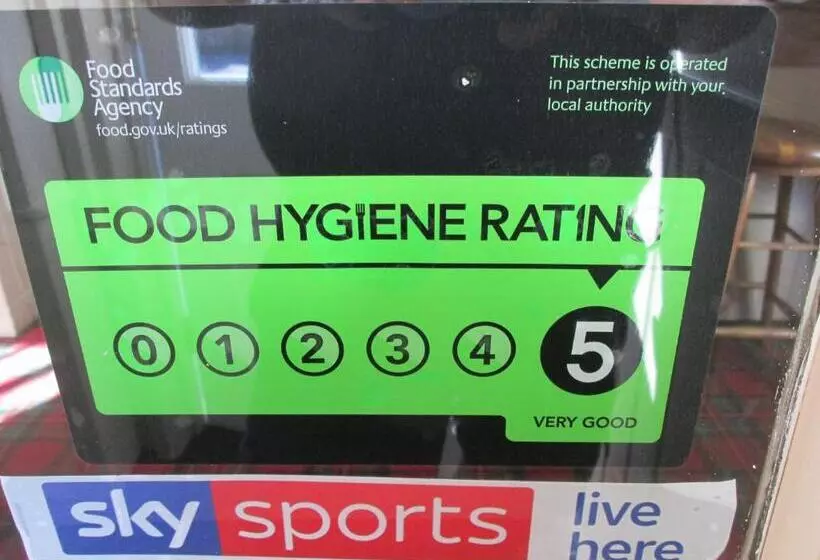 Food
Standards
Agency
food.gov.uk/ratings
This scheme is operated
in partnership with your
local authority
FOOD HYGIENE RATING
0 1 2 3 4 5
VERY GOOD
sky sports
live
here